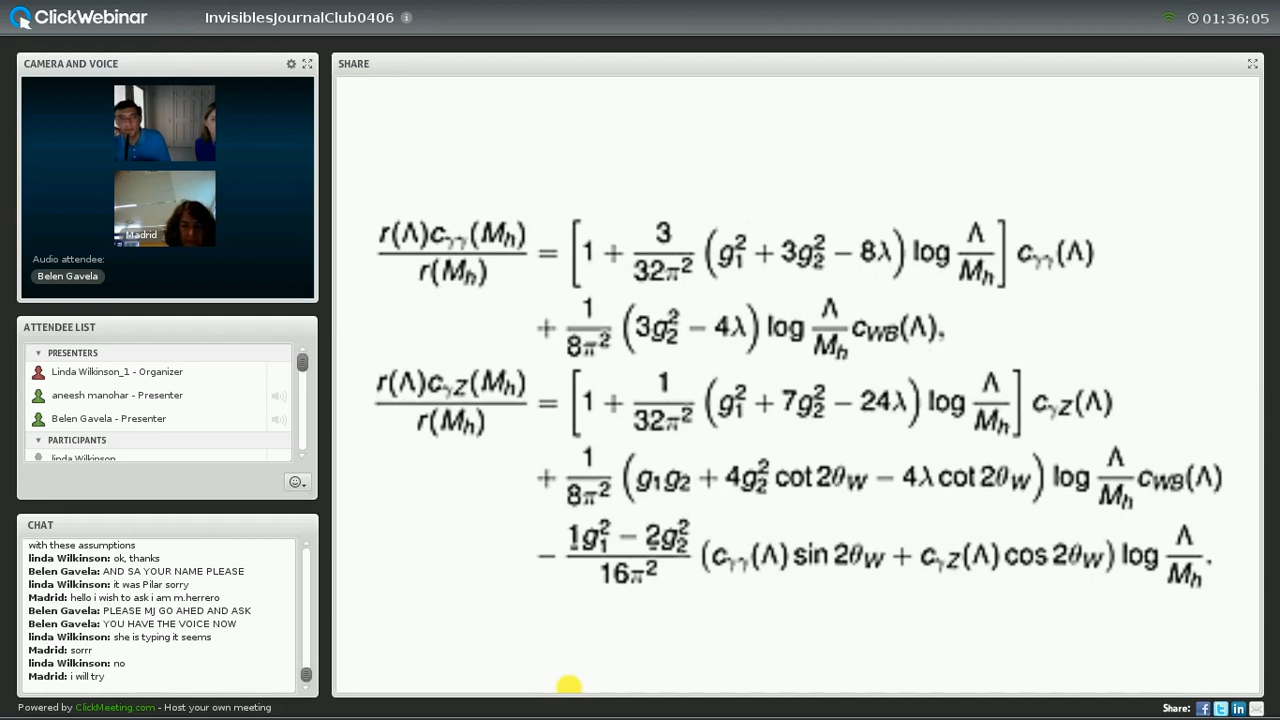 ClickWebinar
InvisiblesJournalClub0406
01:36:05
CAMERA AND VOICE
Madrid
Audio attendee:
Belen Gavela
ATTENDEE LIST
PRESENTERS
Linda Wilkinson_1 - Organizer
aneesh manohar - Presenter
Belen Gavela - Presenter
PARTICIPANTS
linda Wilkinson
CHAT
with these assumptions
linda Wilkinson: ok, thanks
Belen Gavela: AND SA YOUR NAME PLEASE
linda Wilkinson: it was Pilar sorry
Madrid: hello i wish to ask i am m.herrero
Belen Gavela: PLEASE MJ GO AHED AND ASK
Belen Gavela: YOU HAVE THE VOICE NOW
linda Wilkinson: she is typing it seems
Madrid: sorrr
linda Wilkinson: no
Madrid: i will try
SHARE
r(Λ)c_γγ(M_h) / r(M_h) = [1 + 3/32π² (g₁² + 3g₂² − 8λ) log Λ/M_h] c_γγ(Λ)
+ 1/8π² (3g₂² − 4λ) log Λ/M_h c_WB(Λ),
r(Λ)c_γZ(M_h) / r(M_h) = [1 + 1/32π² (g₁² + 7g₂² − 24λ) log Λ/M_h] c_γZ(Λ)
+ 1/8π² (g₁g₂ + 4g₂² cot 2θ_W − 4λ cot 2θ_W) log Λ/M_h c_WB(Λ)
− 1g₁² − 2g₂² / 16π² (c_γγ(Λ) sin 2θ_W + c_γZ(Λ) cos 2θ_W) log Λ/M_h.
Powered by ClickMeeting.com - Host your own meeting
Share: